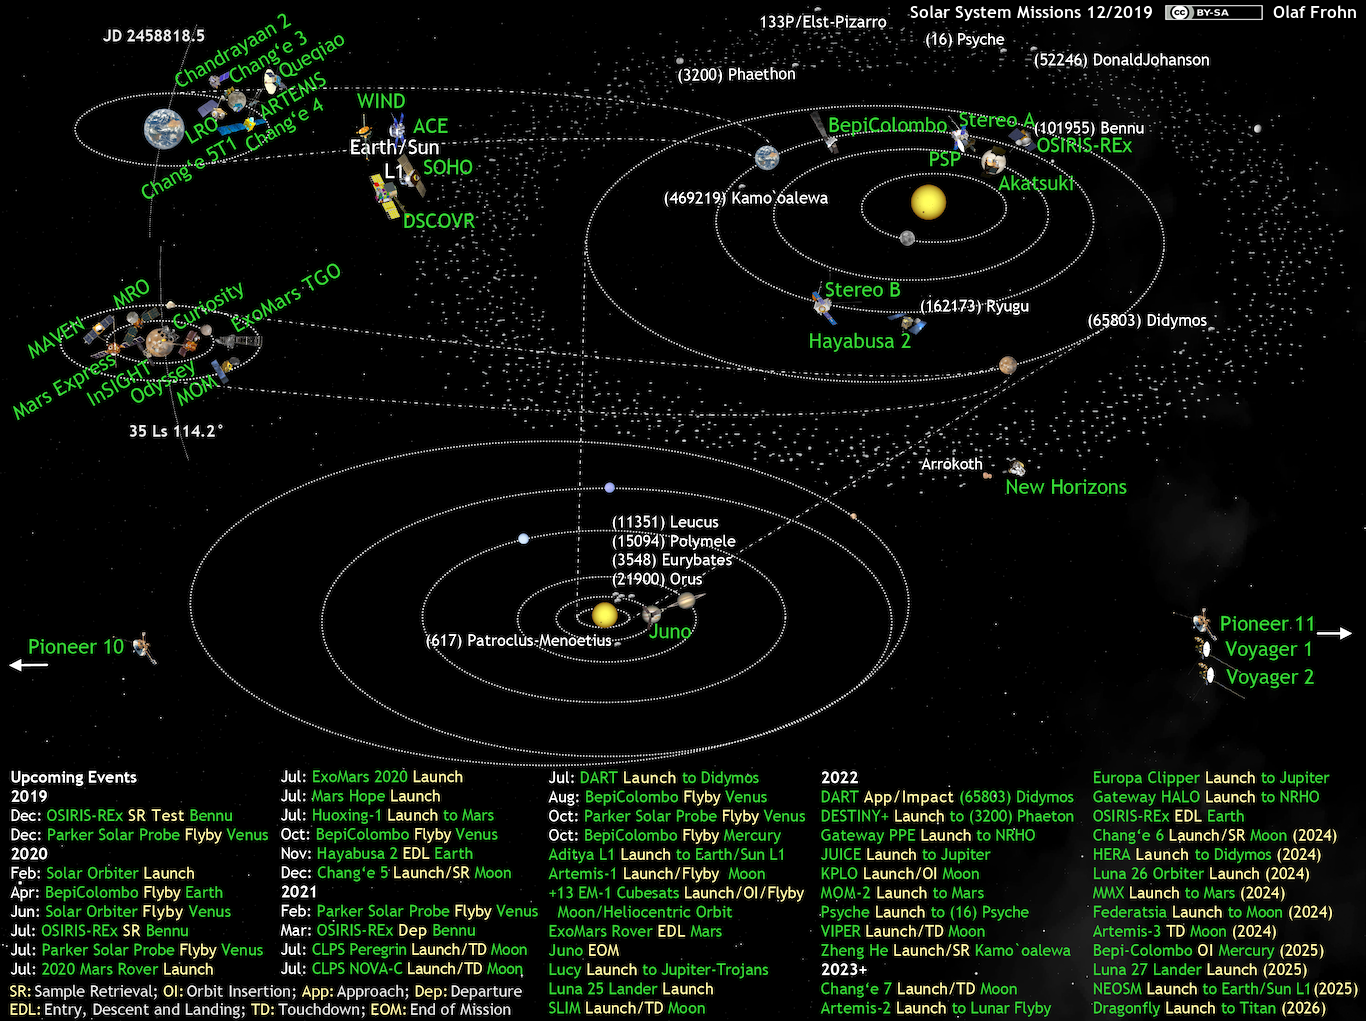 Solar System Missions 12/2019 CC BY-SA Olaf Frohn
133P/Elst-Pizarro
(16) Psyche
(52246) DonaldJohanson
(3200) Phaethon
JD 2458818.5
Chandrayaan 2
Chang‘e 3
Queqiao
ARTEMIS
LRO
Chang‘e 4
Chang‘e 5T1
WIND
ACE
Earth/Sun
L1
SOHO
DSCOVR
BepiColombo
Stereo A
(101955) Bennu
OSIRIS-REx
PSP
Akatsuki
(469219) Kamo`oalewa
Stereo B
(162173) Ryugu
Hayabusa 2
(65803) Didymos
MRO
Curiosity
ExoMars TGO
MAVEN
Mars Express
InSIGHT
Odyssey
MOM
35 Ls 114.2°
Arrokoth
New Horizons
(11351) Leucus
(15094) Polymele
(3548) Eurybates
(21900) Orus
Juno
(617) Patroclus-Menoetius
Pioneer 10
Pioneer 11
Voyager 1
Voyager 2
Upcoming Events
2019
Dec: OSIRIS-REx SR Test Bennu
Dec: Parker Solar Probe Flyby Venus
2020
Feb: Solar Orbiter Launch
Apr: BepiColombo Flyby Earth
Jun: Solar Orbiter Flyby Venus
Jul: OSIRIS-REx SR Bennu
Jul: Parker Solar Probe Flyby Venus
Jul: 2020 Mars Rover Launch
Jul: ExoMars 2020 Launch
Jul: Mars Hope Launch
Jul: Huoxing-1 Launch to Mars
Oct: BepiColombo Flyby Venus
Nov: Hayabusa 2 EDL Earth
Dec: Chang‘e 5 Launch/SR Moon
2021
Feb: Parker Solar Probe Flyby Venus
Mar: OSIRIS-REx Dep Bennu
Jul: CLPS Peregrin Launch/TD Moon
Jul: CLPS NOVA-C Launch/TD Moon
Jul: DART Launch to Didymos
Aug: BepiColombo Flyby Venus
Oct: Parker Solar Probe Flyby Venus
Oct: BepiColombo Flyby Mercury
Aditya L1 Launch to Earth/Sun L1
Artemis-1 Launch/Flyby Moon
+13 EM-1 Cubesats Launch/OI/Flyby
Moon/Heliocentric Orbit
ExoMars Rover EDL Mars
Juno EOM
Lucy Launch to Jupiter-Trojans
Luna 25 Lander Launch
SLIM Launch/TD Moon
2022
DART App/Impact (65803) Didymos
DESTINY+ Launch to (3200) Phaeton
Gateway PPE Launch to NRHO
JUICE Launch to Jupiter
KPLO Launch/OI Moon
MOM-2 Launch to Mars
Psyche Launch to (16) Psyche
VIPER Launch/TD Moon
Zheng He Launch/SR Kamo`oalewa
2023+
Chang‘e 7 Launch/TD Moon
Artemis-2 Launch to Lunar Flyby
Europa Clipper Launch to Jupiter
Gateway HALO Launch to NRHO
OSIRIS-REx EDL Earth
Chang‘e 6 Launch/SR Moon (2024)
HERA Launch to Didymos (2024)
Luna 26 Orbiter Launch (2024)
MMX Launch to Mars (2024)
Federatsia Launch to Moon (2024)
Artemis-3 TD Moon (2024)
Bepi-Colombo OI Mercury (2025)
Luna 27 Lander Launch (2025)
NEOSM Launch to Earth/Sun L1(2025)
Dragonfly Launch to Titan (2026)
SR: Sample Retrieval; OI: Orbit Insertion; App: Approach; Dep: Departure
EDL: Entry, Descent and Landing; TD: Touchdown; EOM: End of Mission